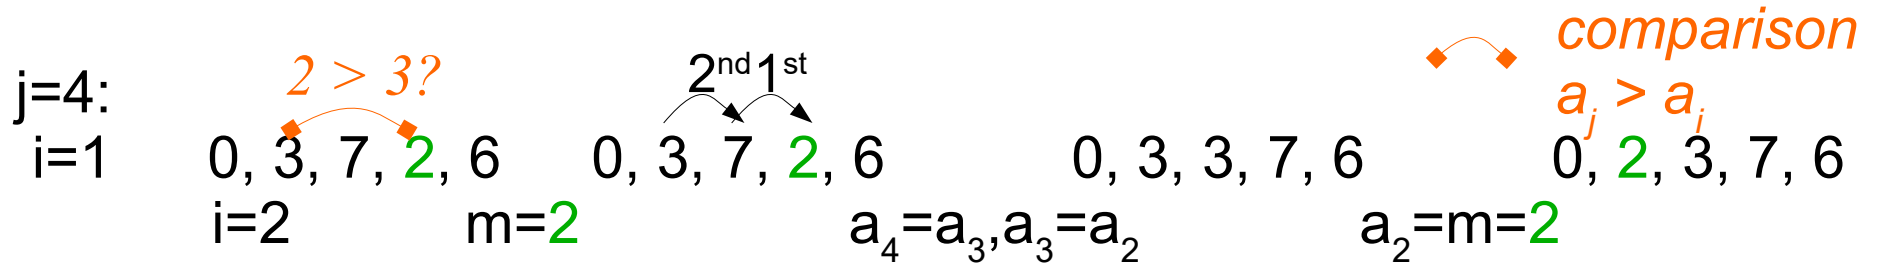 comparison
2 > 3?
2nd 1st
j=4:
aj > ai
i=1 0, 3, 7, 2, 6 0, 3, 7, 2, 6 0, 3, 3, 7, 6 0, 2, 3, 7, 6
i=2 m=2 a4=a3,a3=a2 a2=m=2